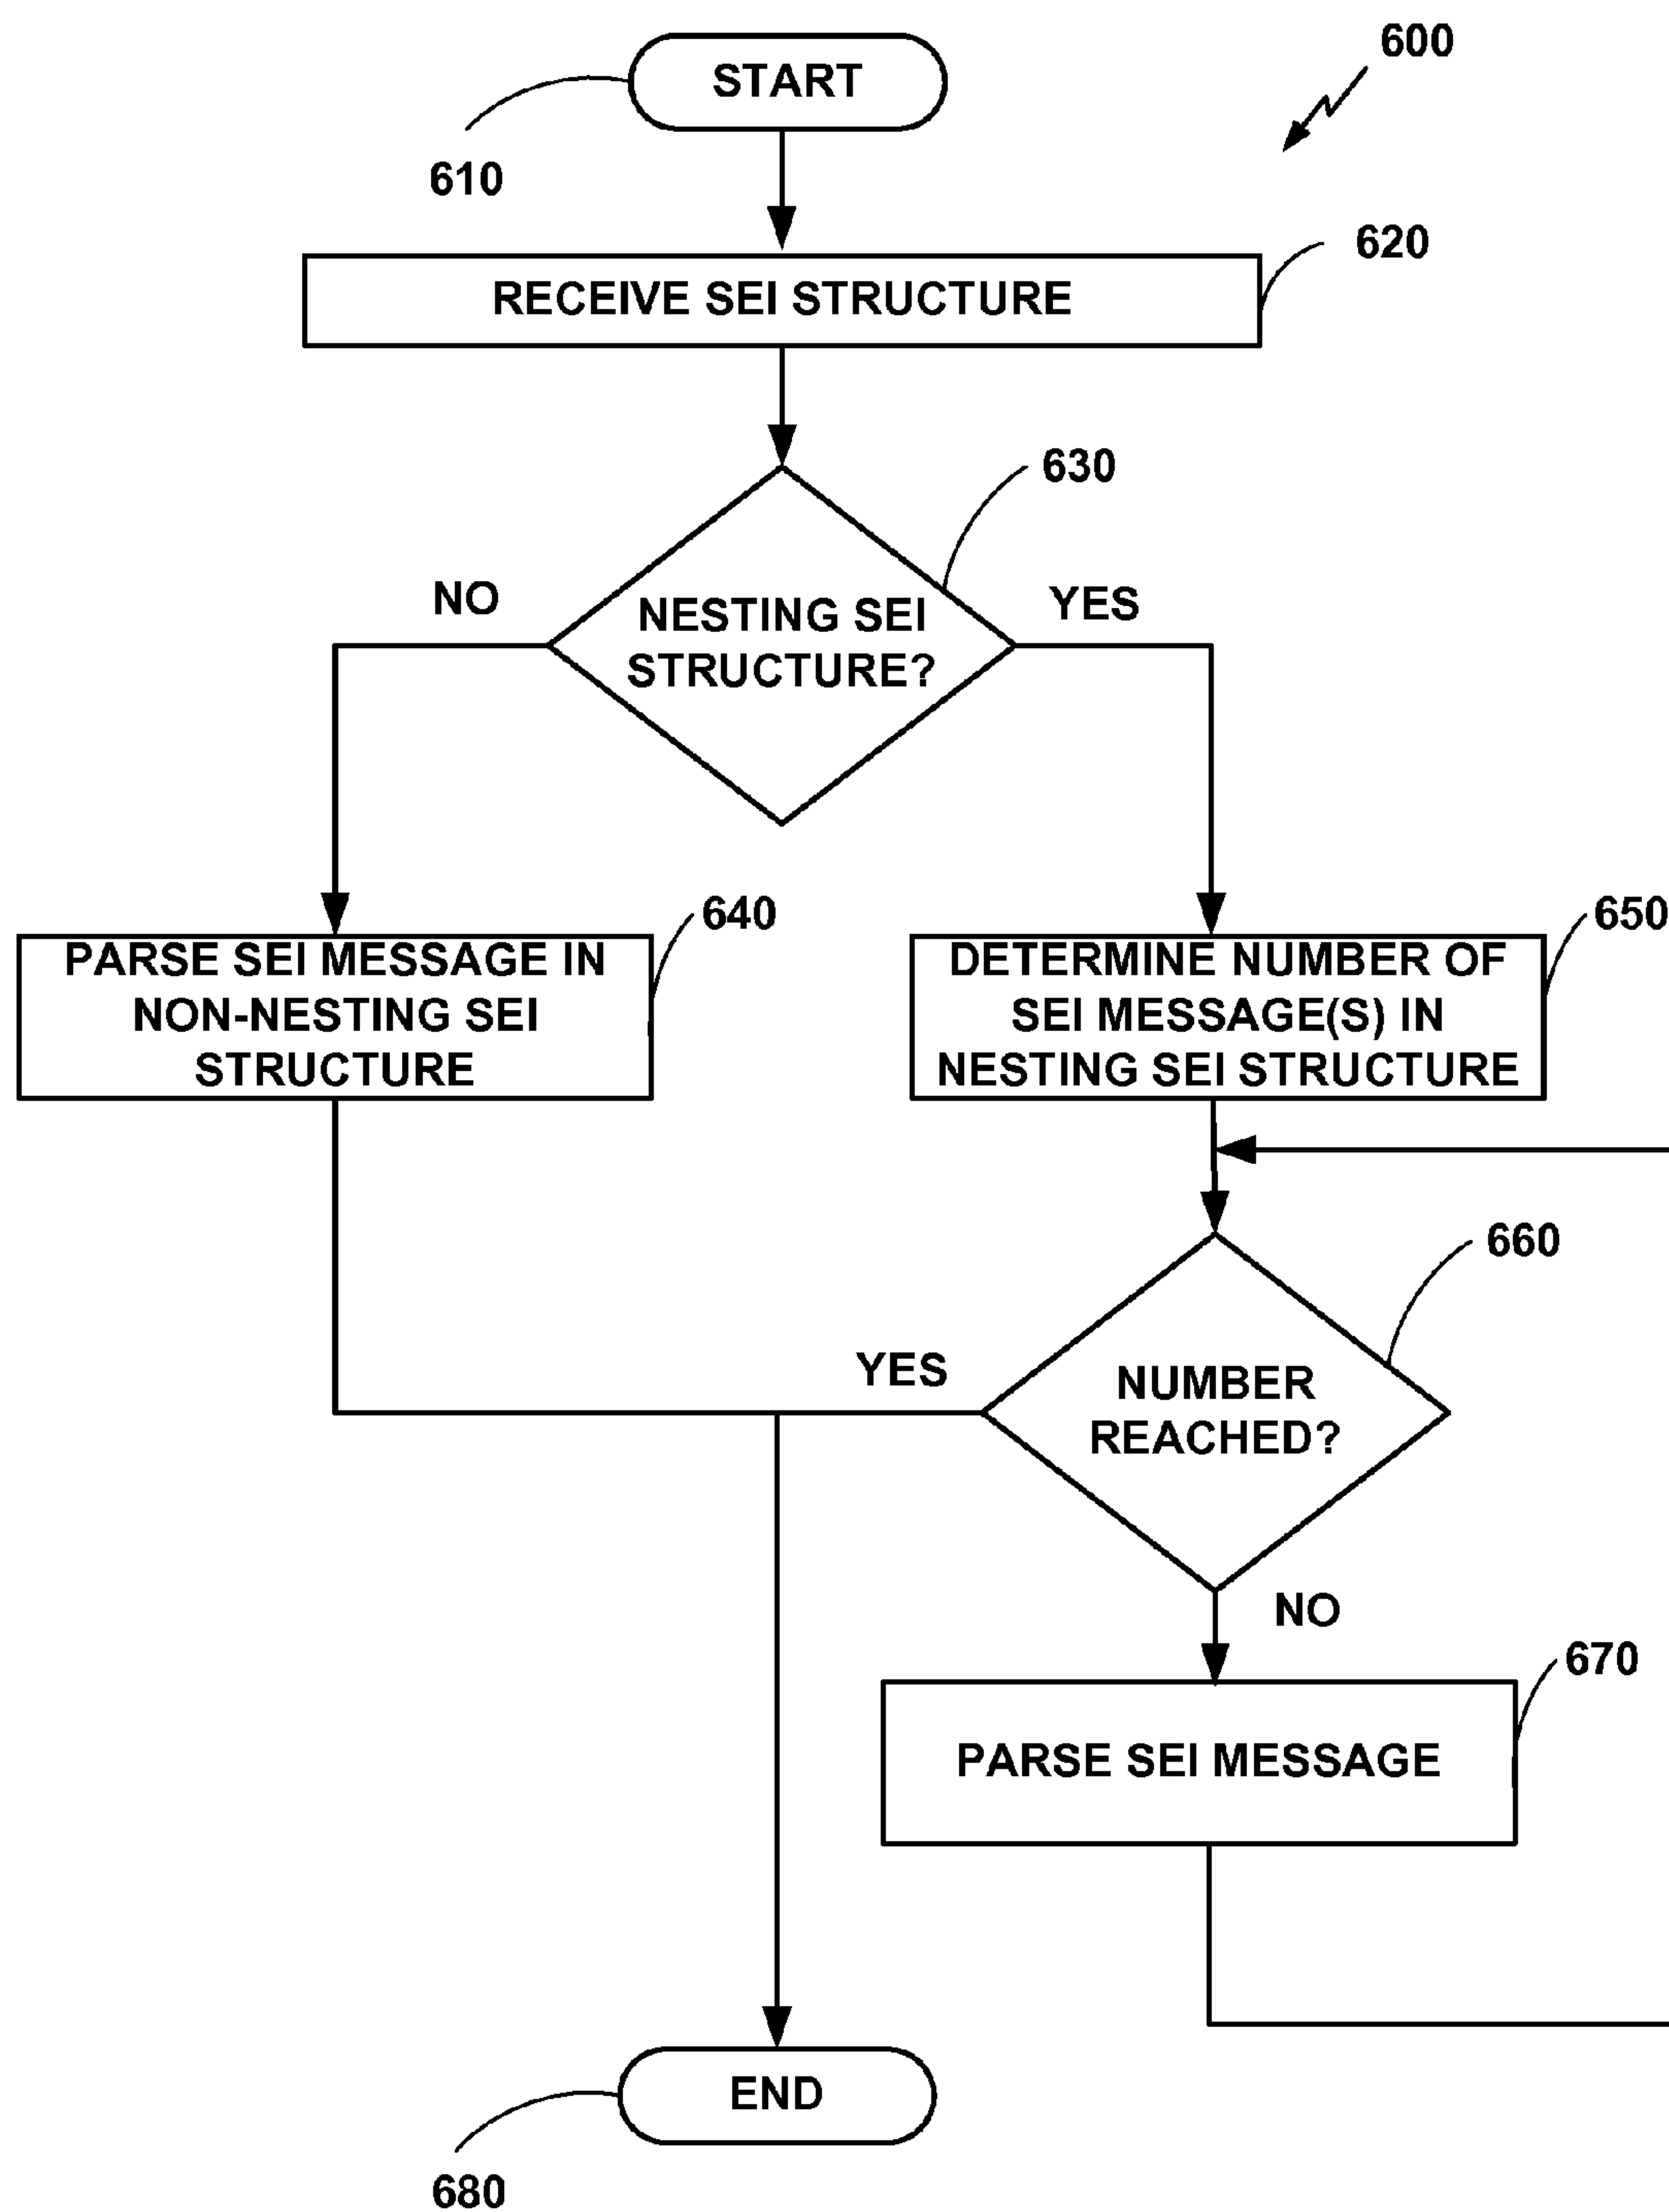 600
START
610
620
RECEIVE SEI STRUCTURE
630
NO
YES
NESTING SEI
STRUCTURE?
640
650
PARSE SEI MESSAGE IN
NON-NESTING SEI
STRUCTURE
DETERMINE NUMBER OF
SEI MESSAGE(S) IN
NESTING SEI STRUCTURE
660
YES
NUMBER
REACHED?
NO
670
PARSE SEI MESSAGE
END
680